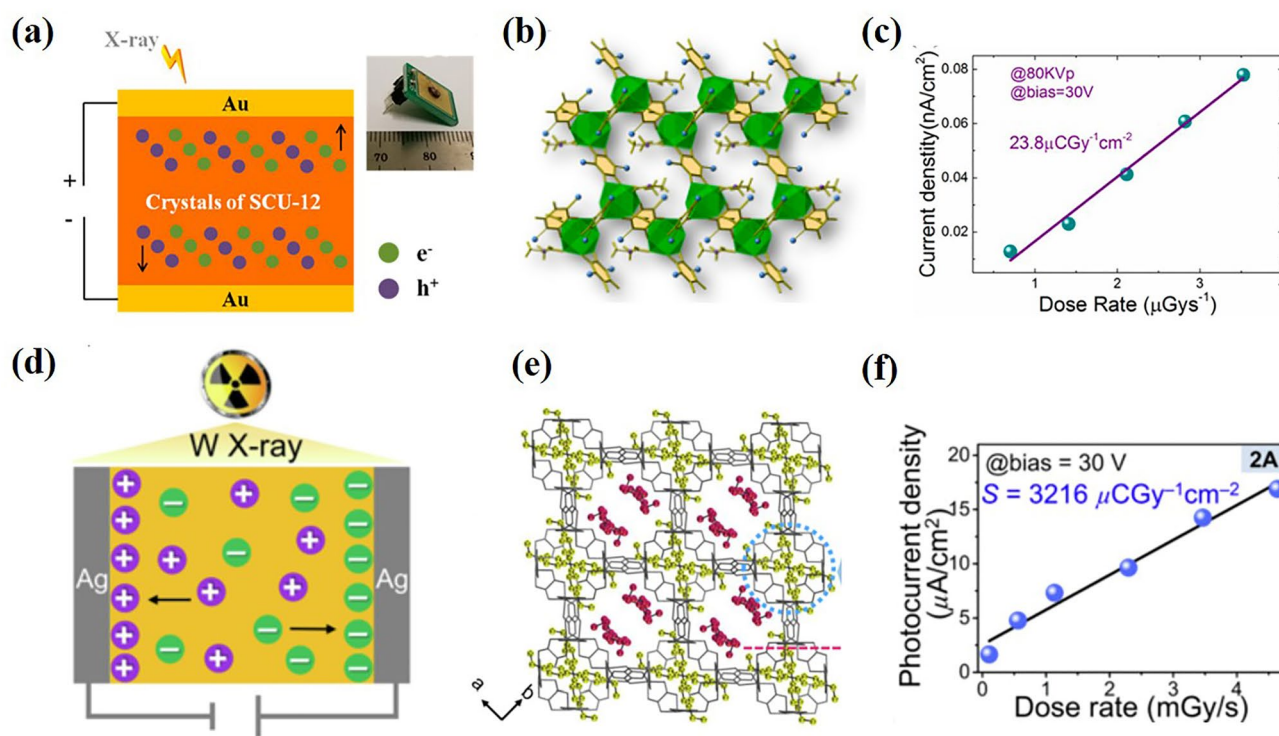 (a)
X-ray
Au
+
-
Crystals of SCU-12
Au
e-
h+
70 80 9
(b)
(c)
@80KVp
@bias=30V
23.8μCGy⁻¹cm⁻²
Current denstity(nA/cm²)
0.08
0.06
0.04
0.02
1 2 3 4
Dose Rate (μGys⁻¹)
(d)
W X-ray
Ag
Ag
(e)
a
b
(f)
2A
@bias = 30 V
S = 3216 μCGy⁻¹cm⁻²
Photocurrent density
(μA/cm²)
20
15
10
5
0
0 1 2 3 4
Dose rate (mGy/s)